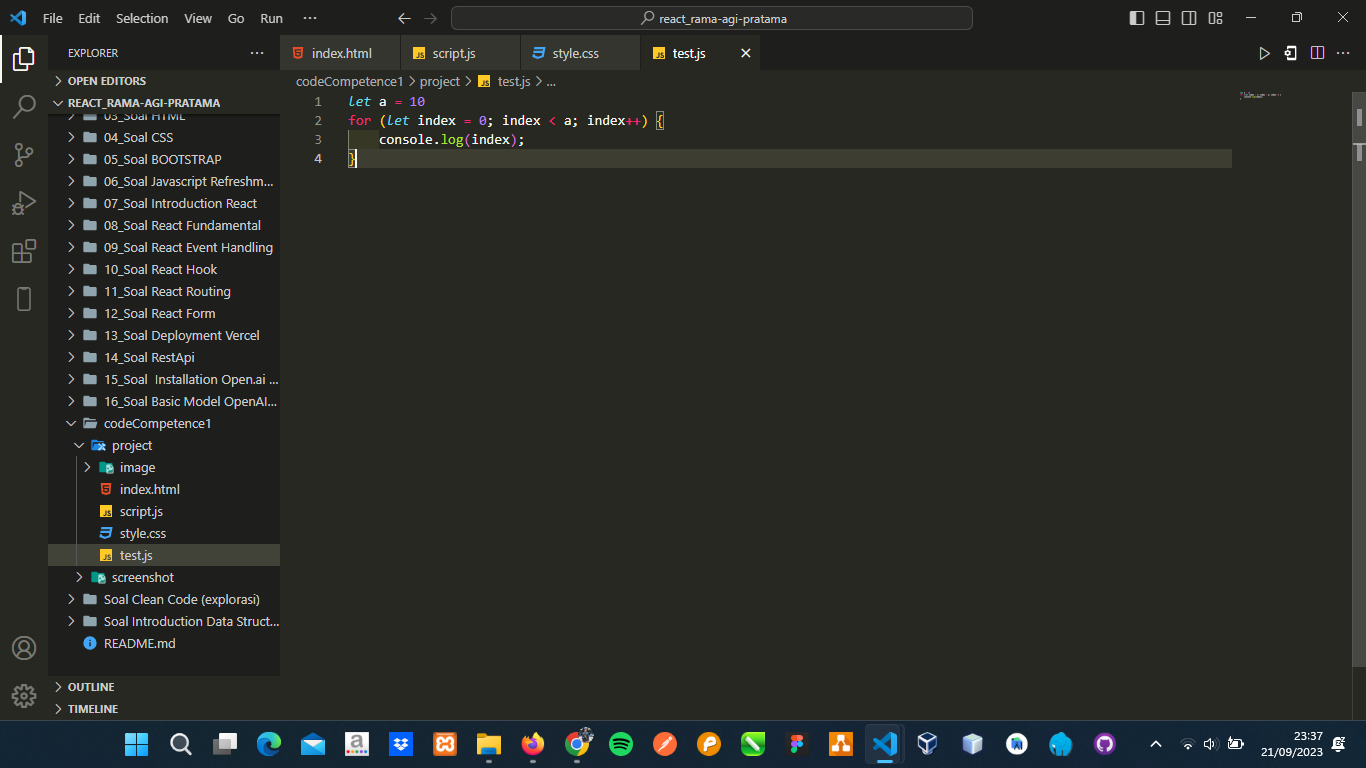 File Edit Selection View Go Run ···
react_rama-agi-pratama
EXPLORER ···
index.html
script.js
style.css
test.js
OPEN EDITORS
REACT_RAMA-AGI-PRATAMA
codeCompetence1 > project > test.js > ...
03_Soal HTML
04_Soal CSS
05_Soal BOOTSTRAP
06_Soal Javascript Refreshm...
07_Soal Introduction React
08_Soal React Fundamental
09_Soal React Event Handling
10_Soal React Hook
11_Soal React Routing
12_Soal React Form
13_Soal Deployment Vercel
14_Soal RestApi
15_Soal  Installation Open.ai ...
16_Soal Basic Model OpenAI...
codeCompetence1
project
image
index.html
script.js
style.css
test.js
screenshot
Soal Clean Code (explorasi)
Soal Introduction Data Struct...
README.md
OUTLINE
TIMELINE
1 let a = 10
2 for (let index = 0; index < a; index++) {
3     console.log(index);
4 }
23:37
21/09/2023